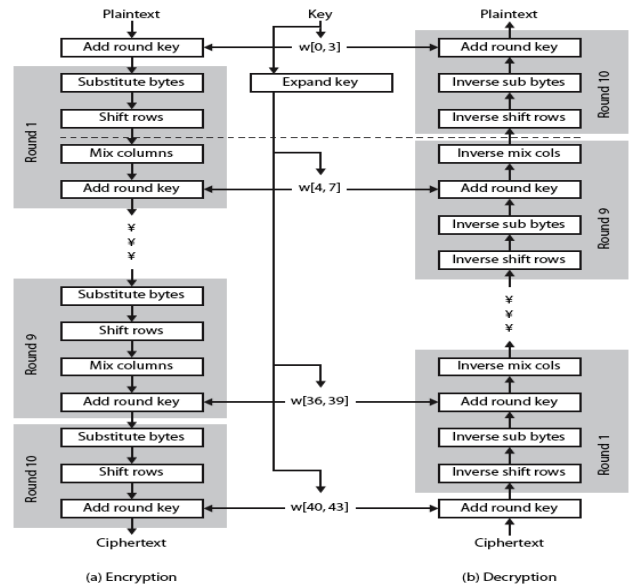 Plaintext
Add round key
Round 1
Substitute bytes
Shift rows
Mix columns
Add round key
¥
¥
¥
Round 9
Substitute bytes
Shift rows
Mix columns
Add round key
Round 10
Substitute bytes
Shift rows
Add round key
Ciphertext
(a) Encryption
Key
w[0, 3]
Expand key
w[4, 7]
w[36, 39]
w[40, 43]
Plaintext
Add round key
Inverse sub bytes
Inverse shift rows
Round 10
Inverse mix cols
Add round key
Inverse sub bytes
Inverse shift rows
Round 9
¥
¥
¥
Inverse mix cols
Add round key
Inverse sub bytes
Inverse shift rows
Round 1
Add round key
Ciphertext
(b) Decryption